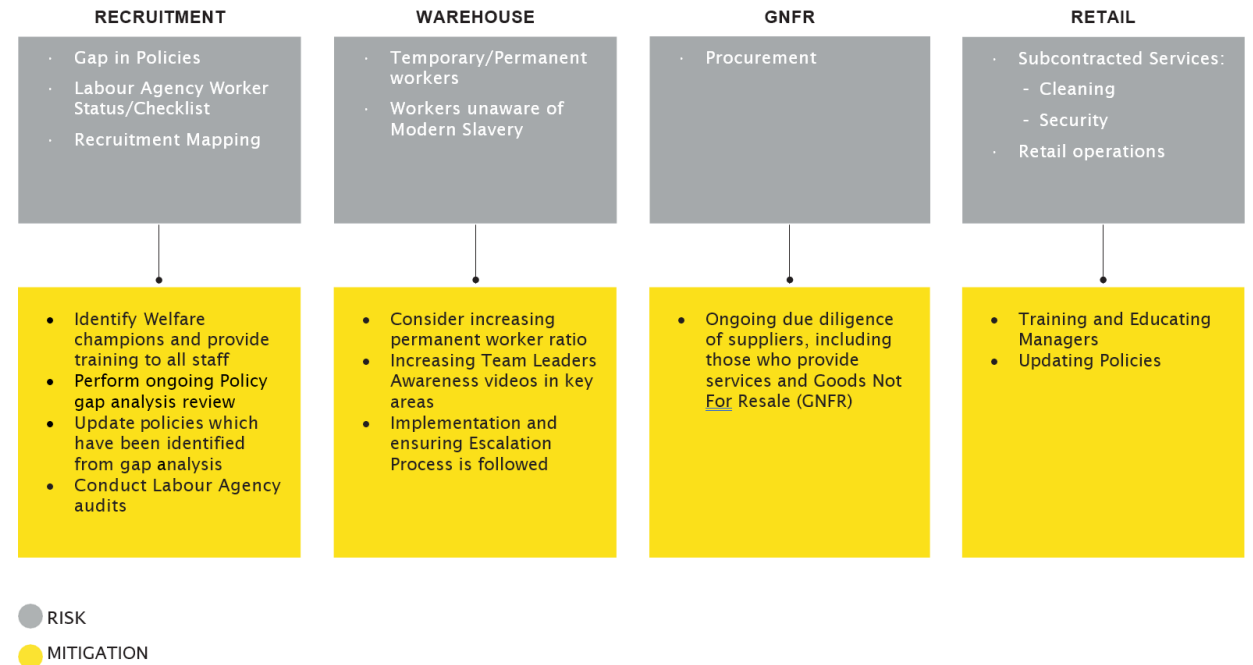 RECRUITMENT
· Gap in Policies
· Labour Agency Worker
Status/Checklist
· Recruitment Mapping
WAREHOUSE
· Temporary/Permanent
workers
· Workers unaware of
Modern Slavery
GNFR
· Procurement
RETAIL
· Subcontracted Services:
- Cleaning
- Security
· Retail operations
• Identify Welfare
champions and provide
training to all staff
• Perform ongoing Policy
gap analysis review
• Update policies which
have been identified
from gap analysis
• Conduct Labour Agency
audits
• Consider increasing
permanent worker ratio
• Increasing Team Leaders
Awareness videos in key
areas
• Implementation and
ensuring Escalation
Process is followed
• Ongoing due diligence
of suppliers, including
those who provide
services and Goods Not
For Resale (GNFR)
• Training and Educating
Managers
• Updating Policies
RISK
MITIGATION